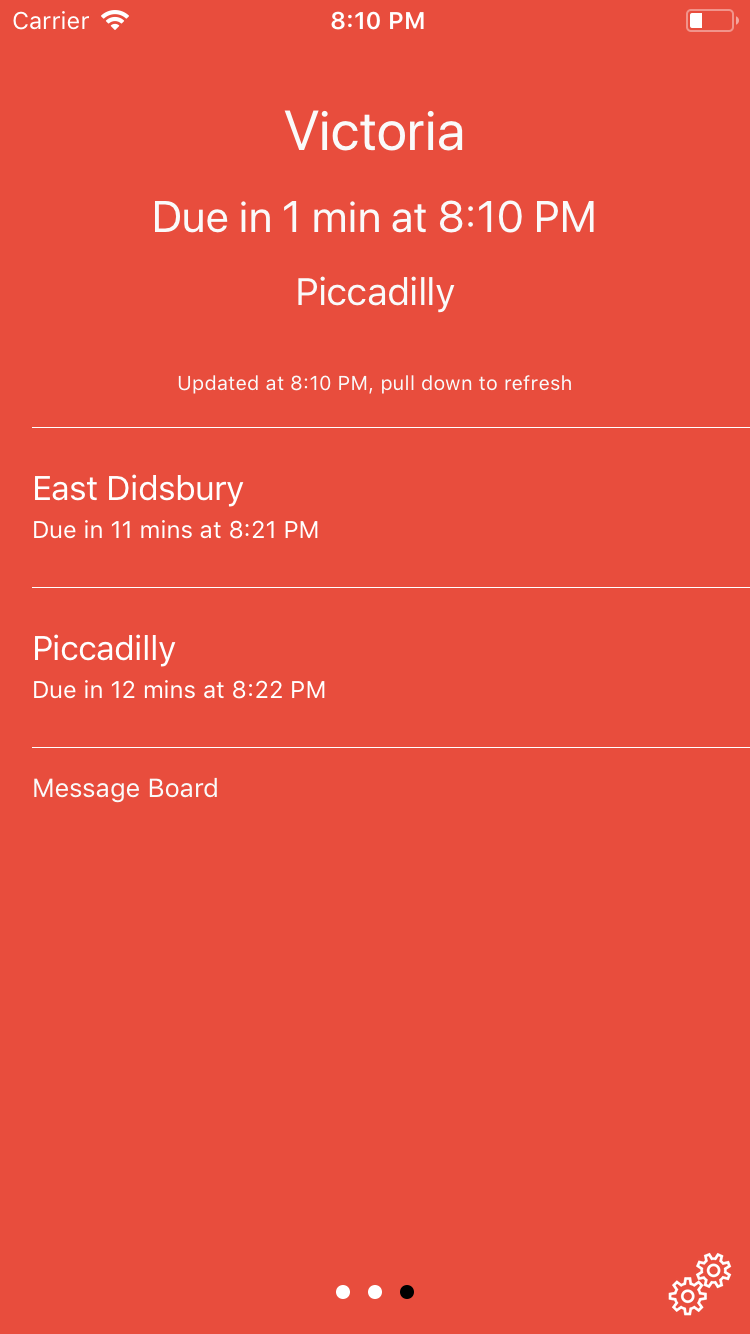 Carrier 8:10 PM
Victoria
Due in 1 min at 8:10 PM
Piccadilly
Updated at 8:10 PM, pull down to refresh
East Didsbury
Due in 11 mins at 8:21 PM
Piccadilly
Due in 12 mins at 8:22 PM
Message Board